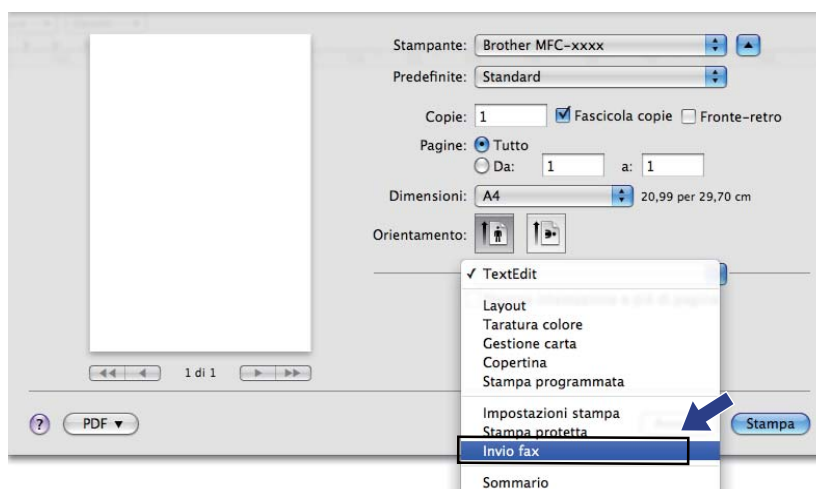 Stampante: Brother MFC-xxxx
Predefinite: Standard
Copie: 1 Fascicola copie Fronte-retro
Pagine: Tutto
Da: 1 a: 1
Dimensioni: A4 20,99 per 29,70 cm
Orientamento:
✓ TextEdit
Layout
Taratura colore
Gestione carta
Copertina
Stampa programmata
1 di 1
Impostazioni stampa
? PDF ▼ Stampa
Stampa protetta
Invio fax
Sommario